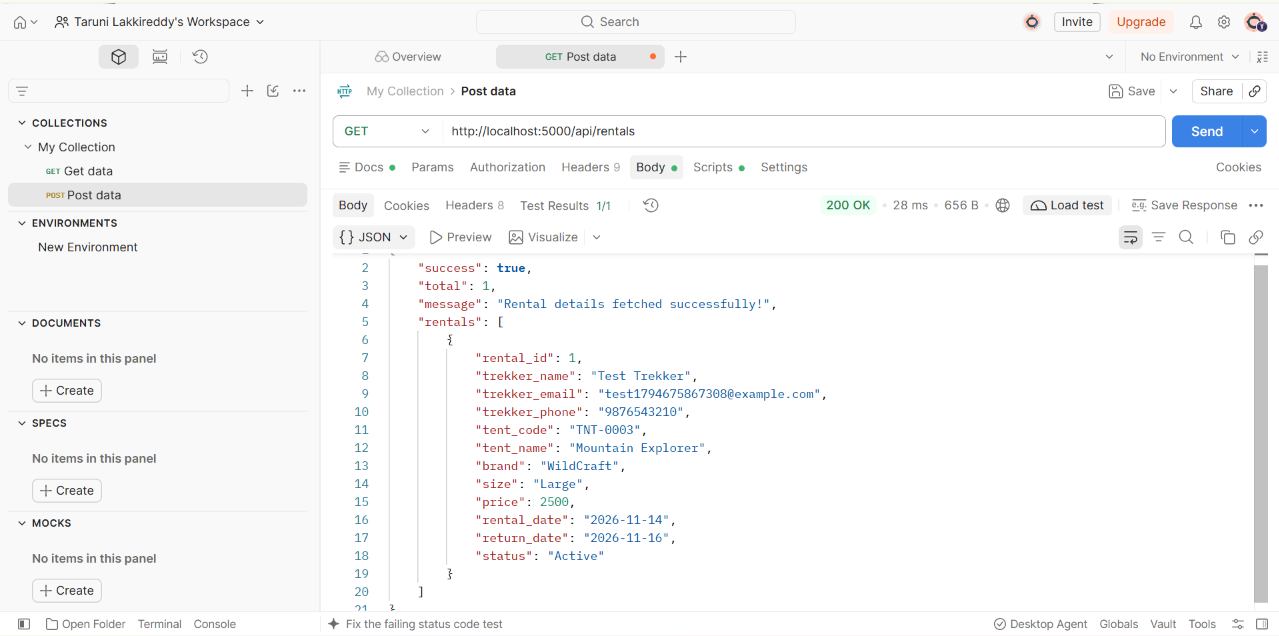 Taruni Lakkireddy's Workspace
Search
Invite
Upgrade
Overview
GET Post data
No Environment
COLLECTIONS
My Collection
GET Get data
POST Post data
ENVIRONMENTS
New Environment
DOCUMENTS
No items in this panel
Create
SPECS
No items in this panel
Create
MOCKS
No items in this panel
Create
HTTP My Collection > Post data
Save
Share
GET http://localhost:5000/api/rentals
Send
Docs Params Authorization Headers 9 Body Scripts Settings Cookies
Body Cookies Headers 8 Test Results 1/1
200 OK 28 ms 656 B Load test e.g. Save Response
{} JSON Preview Visualize
2 "success": true,
3 "total": 1,
4 "message": "Rental details fetched successfully!",
5 "rentals": [
6 {
7 "rental_id": 1,
8 "trekker_name": "Test Trekker",
9 "trekker_email": "test1794675867308@example.com",
10 "trekker_phone": "9876543210",
11 "tent_code": "TNT-0003",
12 "tent_name": "Mountain Explorer",
13 "brand": "WildCraft",
14 "size": "Large",
15 "price": 2500,
16 "rental_date": "2026-11-14",
17 "return_date": "2026-11-16",
18 "status": "Active"
19 }
20 ]
21 }
Open Folder Terminal Console
Fix the failing status code test
Desktop Agent Globals Vault Tools